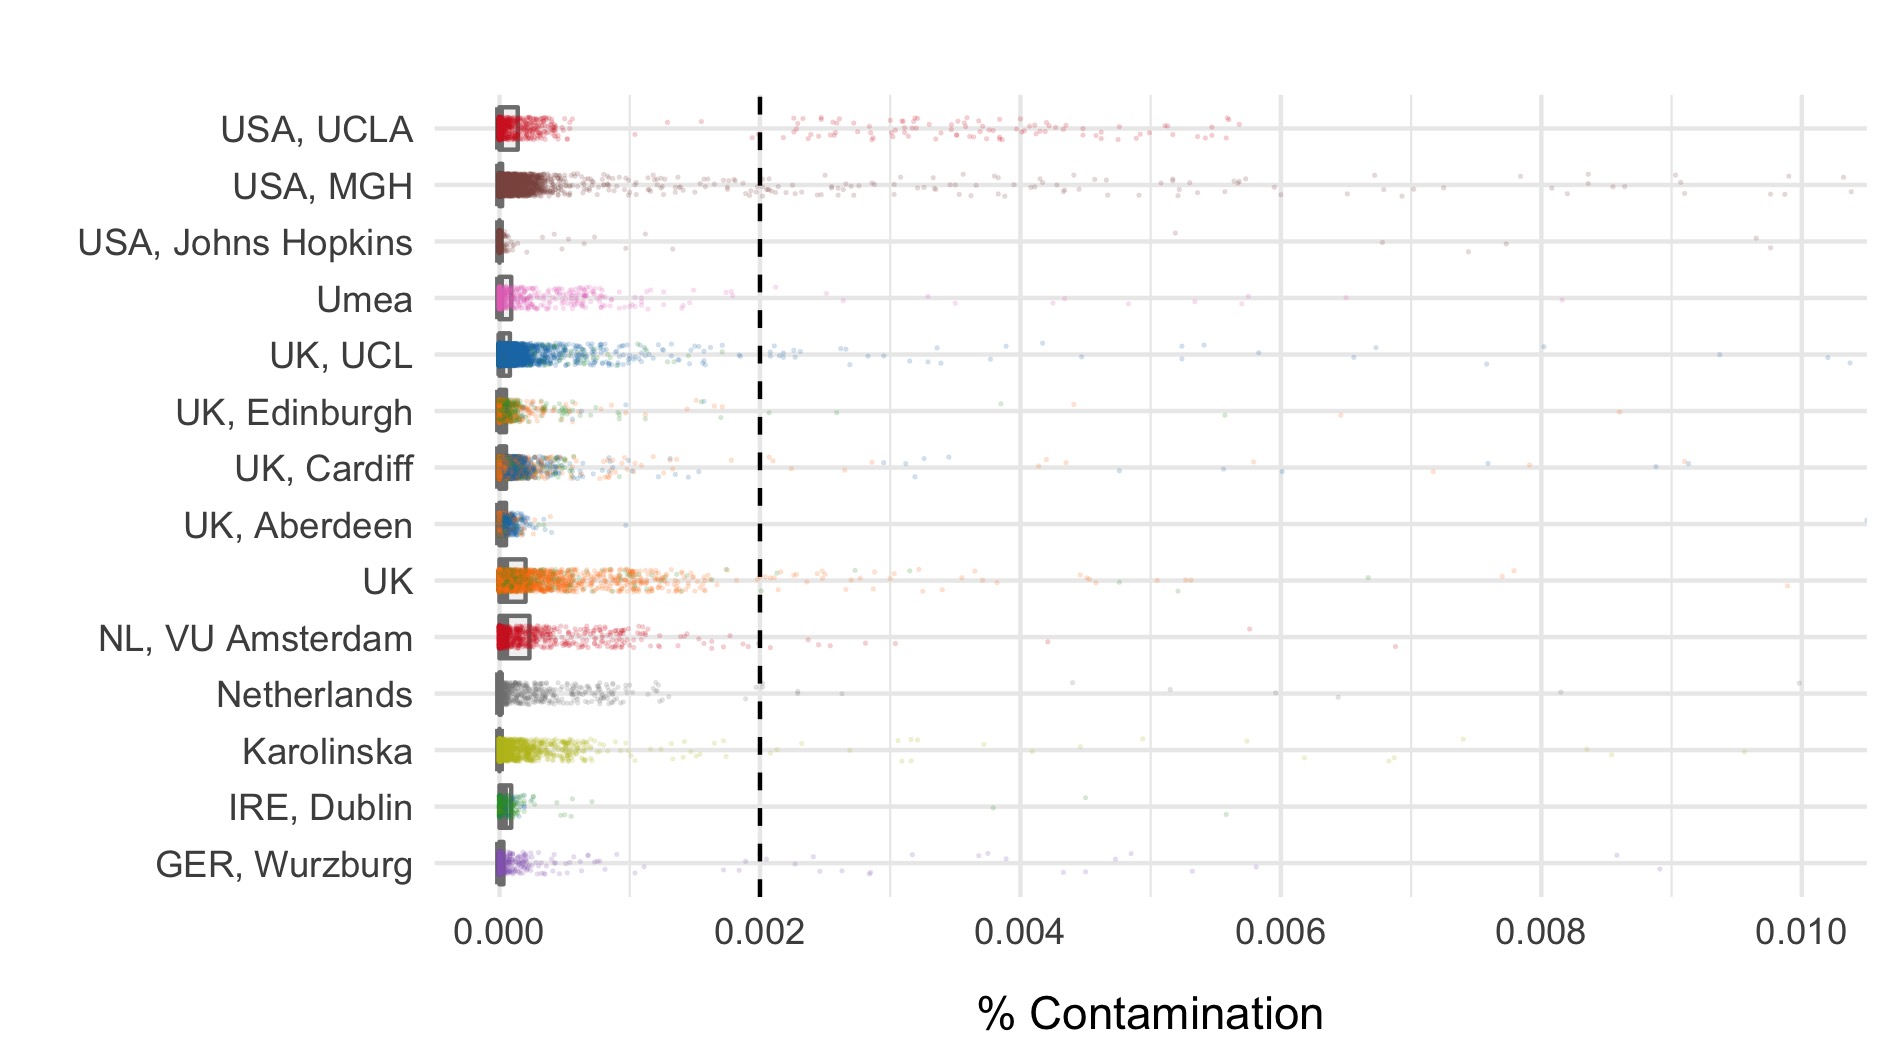 USA, UCLA
USA, MGH
USA, Johns Hopkins
Umea
UK, UCL
UK, Edinburgh
UK, Cardiff
UK, Aberdeen
UK
NL, VU Amsterdam
Netherlands
Karolinska
IRE, Dublin
GER, Wurzburg
0.000 0.002 0.004 0.006 0.008 0.010
% Contamination